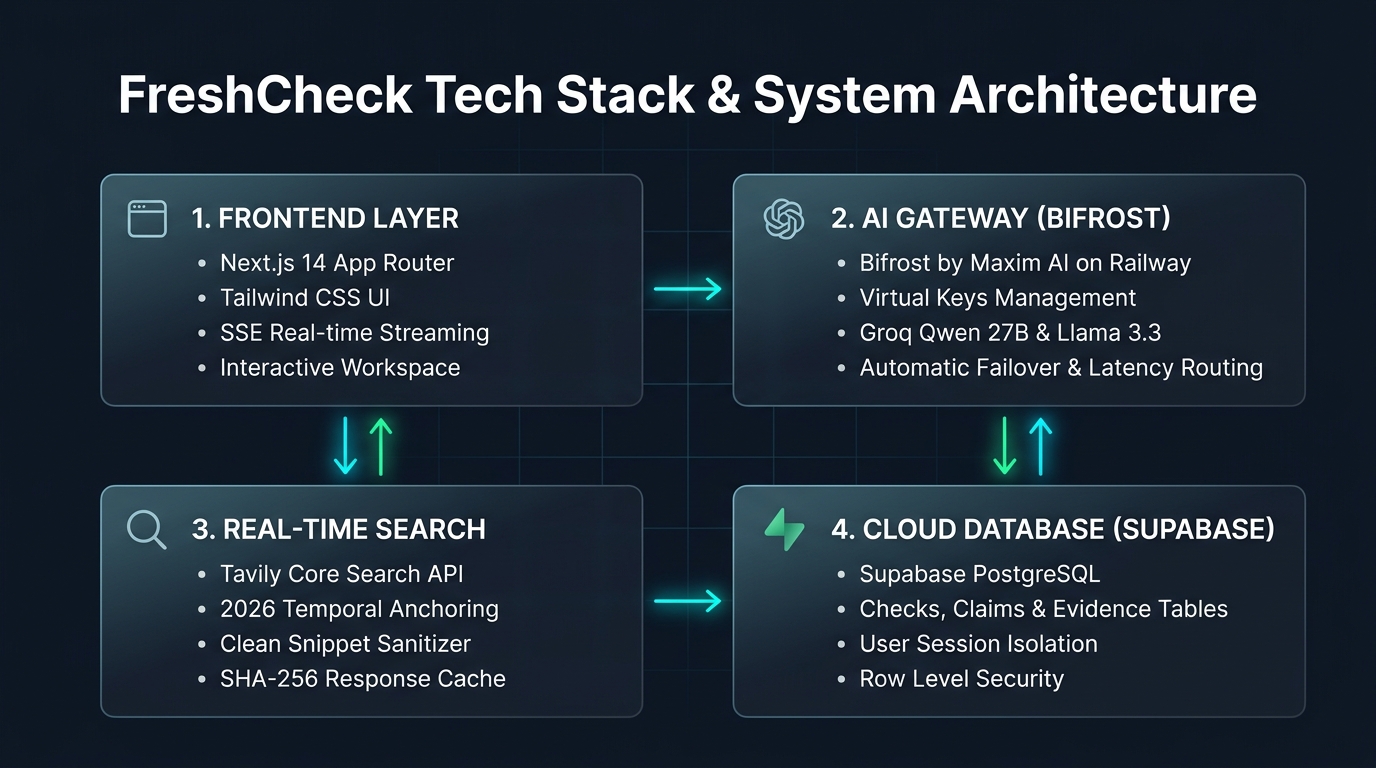 FreshCheck Tech Stack & System Architecture
1. FRONTEND LAYER
• Next.js 14 App Router
• Tailwind CSS UI
• SSE Real-time Streaming
• Interactive Workspace
2. AI GATEWAY (BIFROST)
• Bifrost by Maxim AI on Railway
• Virtual Keys Management
• Groq Qwen 27B & Llama 3.3
• Automatic Failover & Latency Routing
3. REAL-TIME SEARCH
• Tavily Core Search API
• 2026 Temporal Anchoring
• Clean Snippet Sanitizer
• SHA-256 Response Cache
4. CLOUD DATABASE (SUPABASE)
• Supabase PostgreSQL
• Checks, Claims & Evidence Tables
• User Session Isolation
• Row Level Security